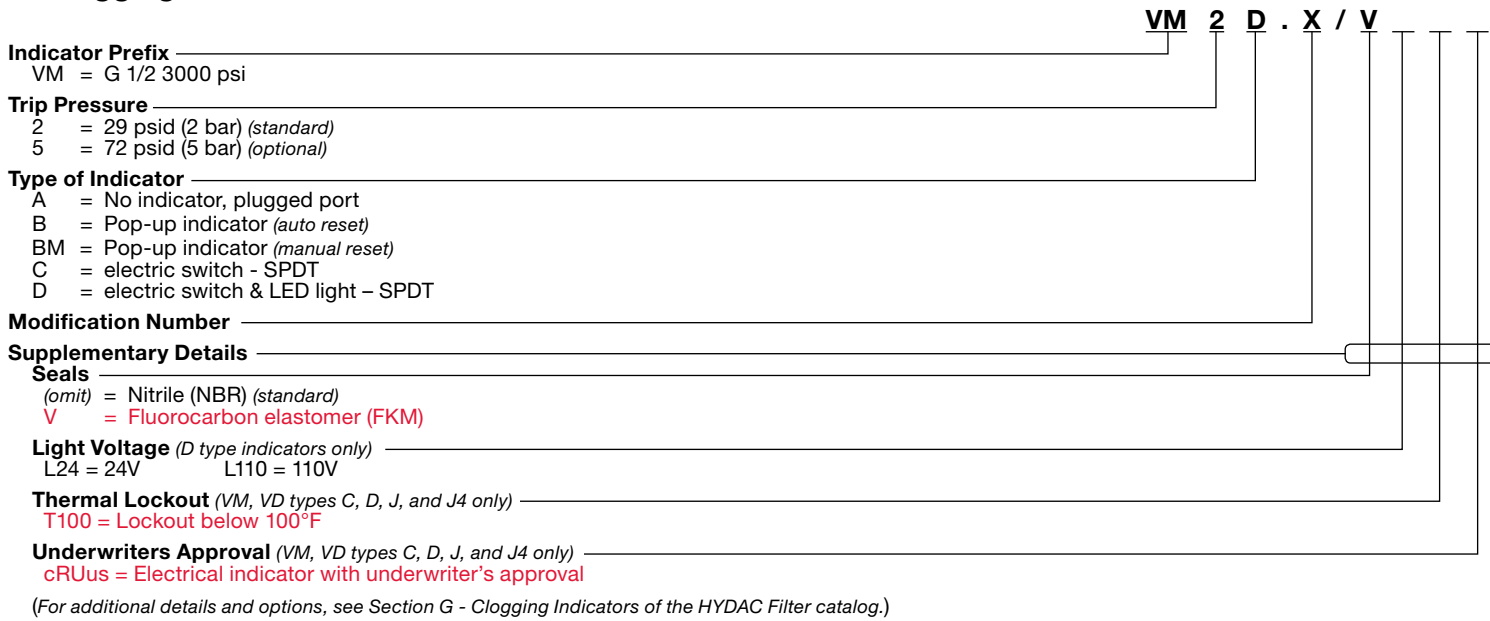 VM 2 D . X / V _ _ _
Indicator Prefix
VM = G 1/2 3000 psi
Trip Pressure
2 = 29 psid (2 bar) (standard)
5 = 72 psid (5 bar) (optional)
Type of Indicator
A = No indicator, plugged port
B = Pop-up indicator (auto reset)
BM = Pop-up indicator (manual reset)
C = electric switch - SPDT
D = electric switch & LED light – SPDT
Modification Number
Supplementary Details
Seals
(omit) = Nitrile (NBR) (standard)
V = Fluorocarbon elastomer (FKM)
Light Voltage (D type indicators only)
L24 = 24V L110 = 110V
Thermal Lockout (VM, VD types C, D, J, and J4 only)
T100 = Lockout below 100°F
Underwriters Approval (VM, VD types C, D, J, and J4 only)
cRUus = Electrical indicator with underwriter's approval
(For additional details and options, see Section G - Clogging Indicators of the HYDAC Filter catalog.)